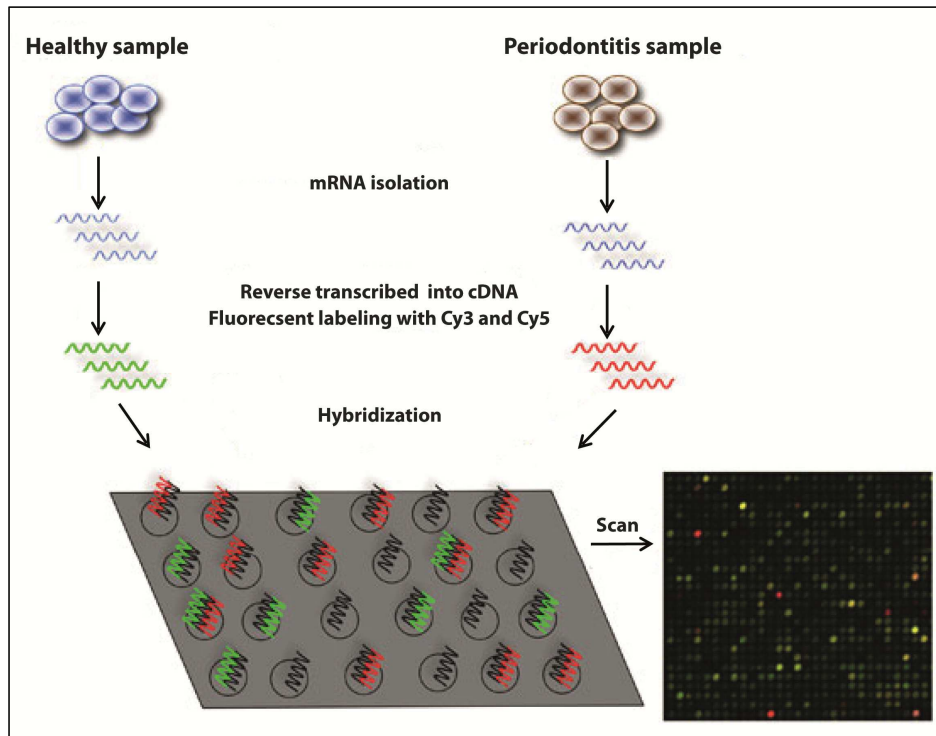 Healthy sample
Periodontitis sample
mRNA isolation
Reverse transcribed into cDNA
Fluorecsent labeling with Cy3 and Cy5
Hybridization
Scan